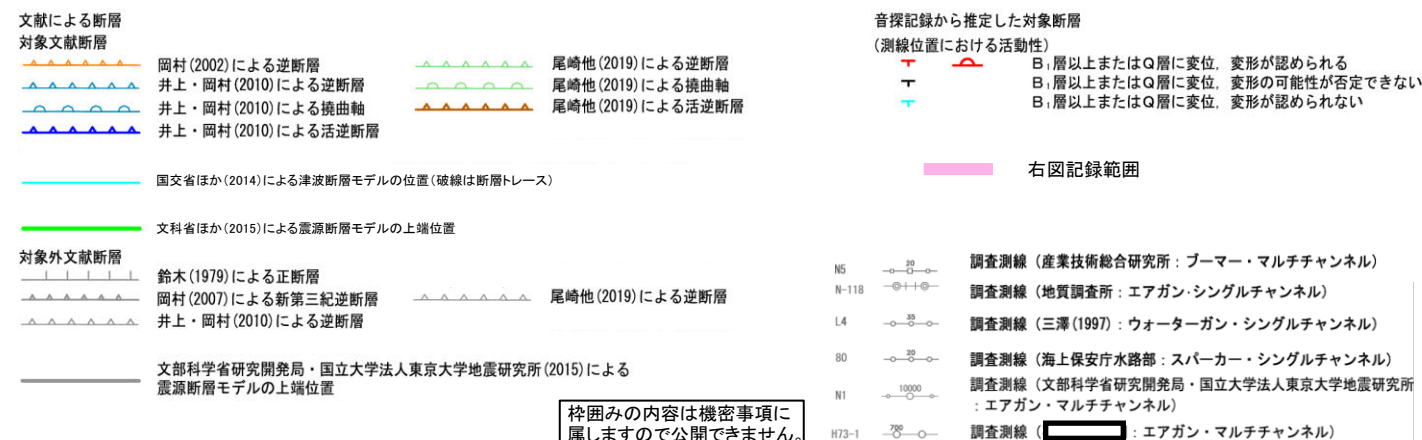 文献による断層
対象文献断層
岡村(2002)による逆断層
井上・岡村(2010)による逆断層
井上・岡村(2010)による撓曲軸
井上・岡村(2010)による活逆断層
尾崎他(2019)による逆断層
尾崎他(2019)による撓曲軸
尾崎他(2019)による活逆断層
国交省ほか(2014)による津波断層モデルの位置(破線は断層トレース)
文科省ほか(2015)による震源断層モデルの上端位置
対象外文献断層
鈴木(1979)による正断層
岡村(2007)による新第三紀逆断層
井上・岡村(2010)による逆断層
尾崎他(2019)による逆断層
文部科学省研究開発局・国立大学法人東京大学地震研究所(2015)による
震源断層モデルの上端位置
枠囲みの内容は機密事項に
属しますので公開できません。
音探記録から推定した対象断層
(測線位置における活動性)
B₁層以上またはQ層に変位, 変形が認められる
B₁層以上またはQ層に変位, 変形の可能性が否定できない
B₁層以上またはQ層に変位, 変形が認められない
右図記録範囲
N5 20 調査測線(産業技術総合研究所:ブーマー・マルチチャンネル)
N-118 調査測線(地質調査所:エアガン・シングルチャンネル)
L4 35 調査測線(三澤(1997):ウォーターガン・シングルチャンネル)
80 20 調査測線(海上保安庁水路部:スパーカー・シングルチャンネル)
N1 10000 調査測線(文部科学省研究開発局・国立大学法人東京大学地震研究所
:エアガン・マルチチャンネル)
H73-1 700 調査測線( :エアガン・マルチチャンネル)